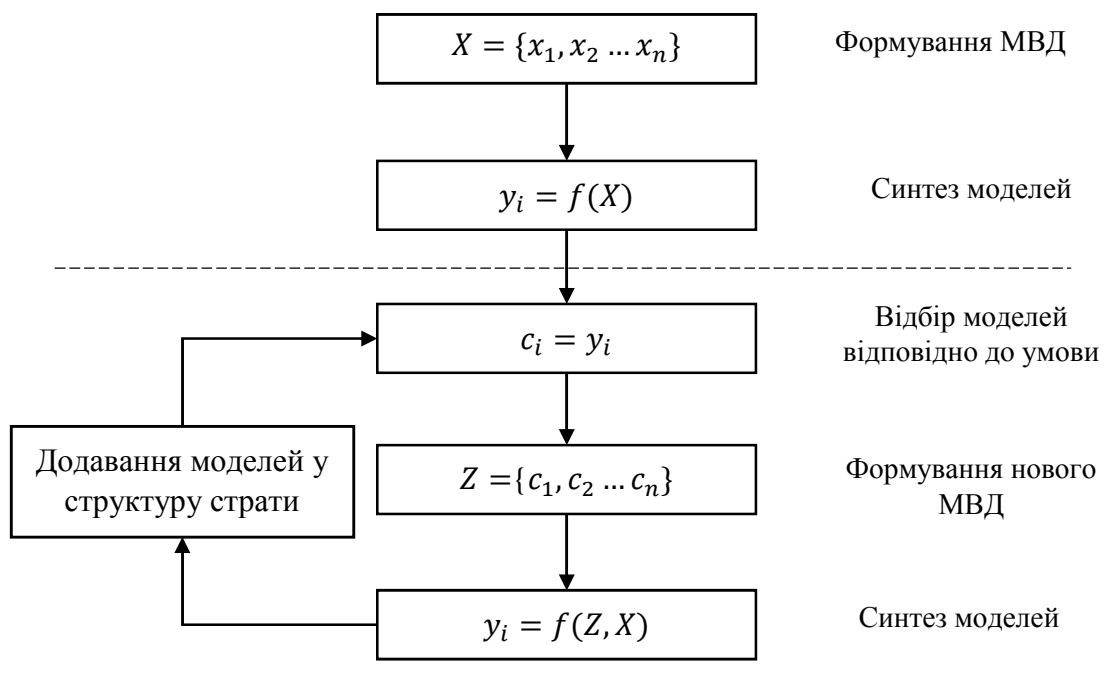 X = {x₁, x₂ … xₙ}
Формування МВД
yᵢ = f(X)
Синтез моделей
cᵢ = yᵢ
Відбір моделей
відповідно до умови
Додавання моделей у
структуру страти
Z ={c₁, c₂ … cₙ}
Формування нового
МВД
yᵢ = f(Z, X)
Синтез моделей